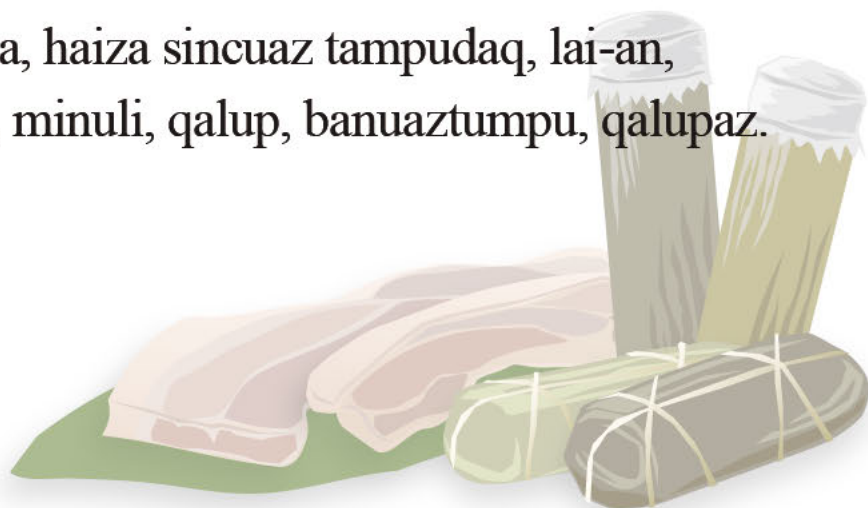 a, haiza sincuaz tampudaq, lai-an,
minuli, qalup, banuaztumpu, qalupaz.